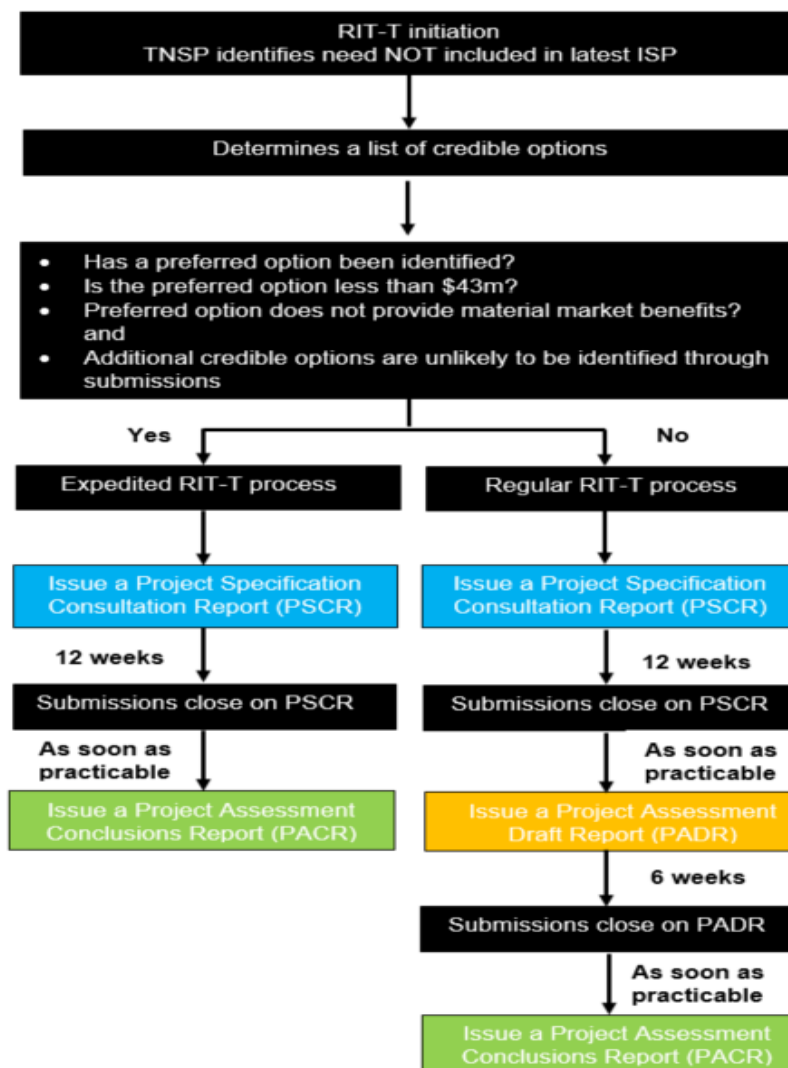 RIT-T initiation
TNSP identifies need NOT included in latest ISP
Determines a list of credible options
• Has a preferred option been identified?
• Is the preferred option less than $43m?
• Preferred option does not provide material market benefits?
and
• Additional credible options are unlikely to be identified through
submissions
Yes
No
Expedited RIT-T process
Regular RIT-T process
Issue a Project Specification
Consultation Report (PSCR)
Issue a Project Specification
Consultation Report (PSCR)
12 weeks
12 weeks
Submissions close on PSCR
Submissions close on PSCR
As soon as
practicable
As soon as
practicable
Issue a Project Assessment
Conclusions Report (PACR)
Issue a Project Assessment
Draft Report (PADR)
6 weeks
Submissions close on PADR
As soon as
practicable
Issue a Project Assessment
Conclusions Report (PACR)